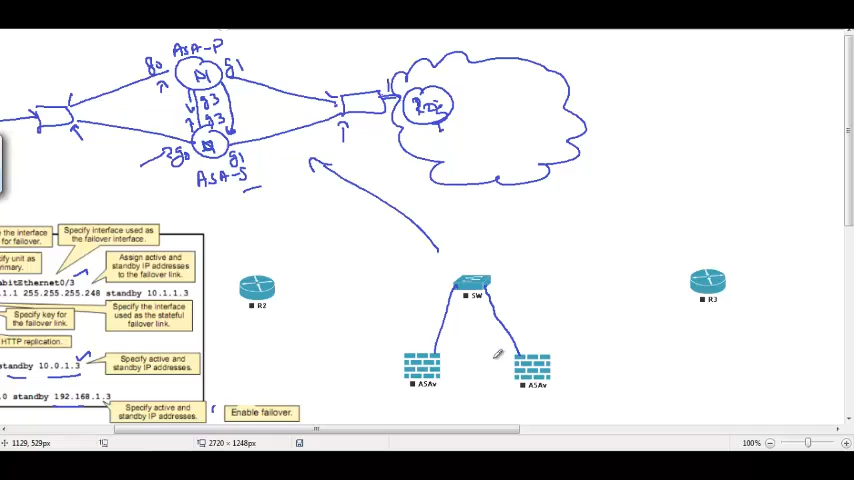 ASA-P
g0
g1
g3
g3
g0
g1
ASA-S
e the interface
for failover.
Specify interface used as
the failover interface.
ify unit as
mary.
Assign active and
standby IP addresses
to the failover link.
abitEthernet0/3
.1.1 255.255.255.248 standby 10.1.1.3
Specify key for
the failover link.
Specify the interface
used as the stateful
failover link.
HTTP replication.
standby 10.0.1.3
Specify active and
standby IP addresses.
.0 standby 192.168.1.3
Specify active and
standby IP addresses.
Enable failover.
R2
SW
R3
ASAv
ASAv
1129, 529px
2720 × 1248px
100%